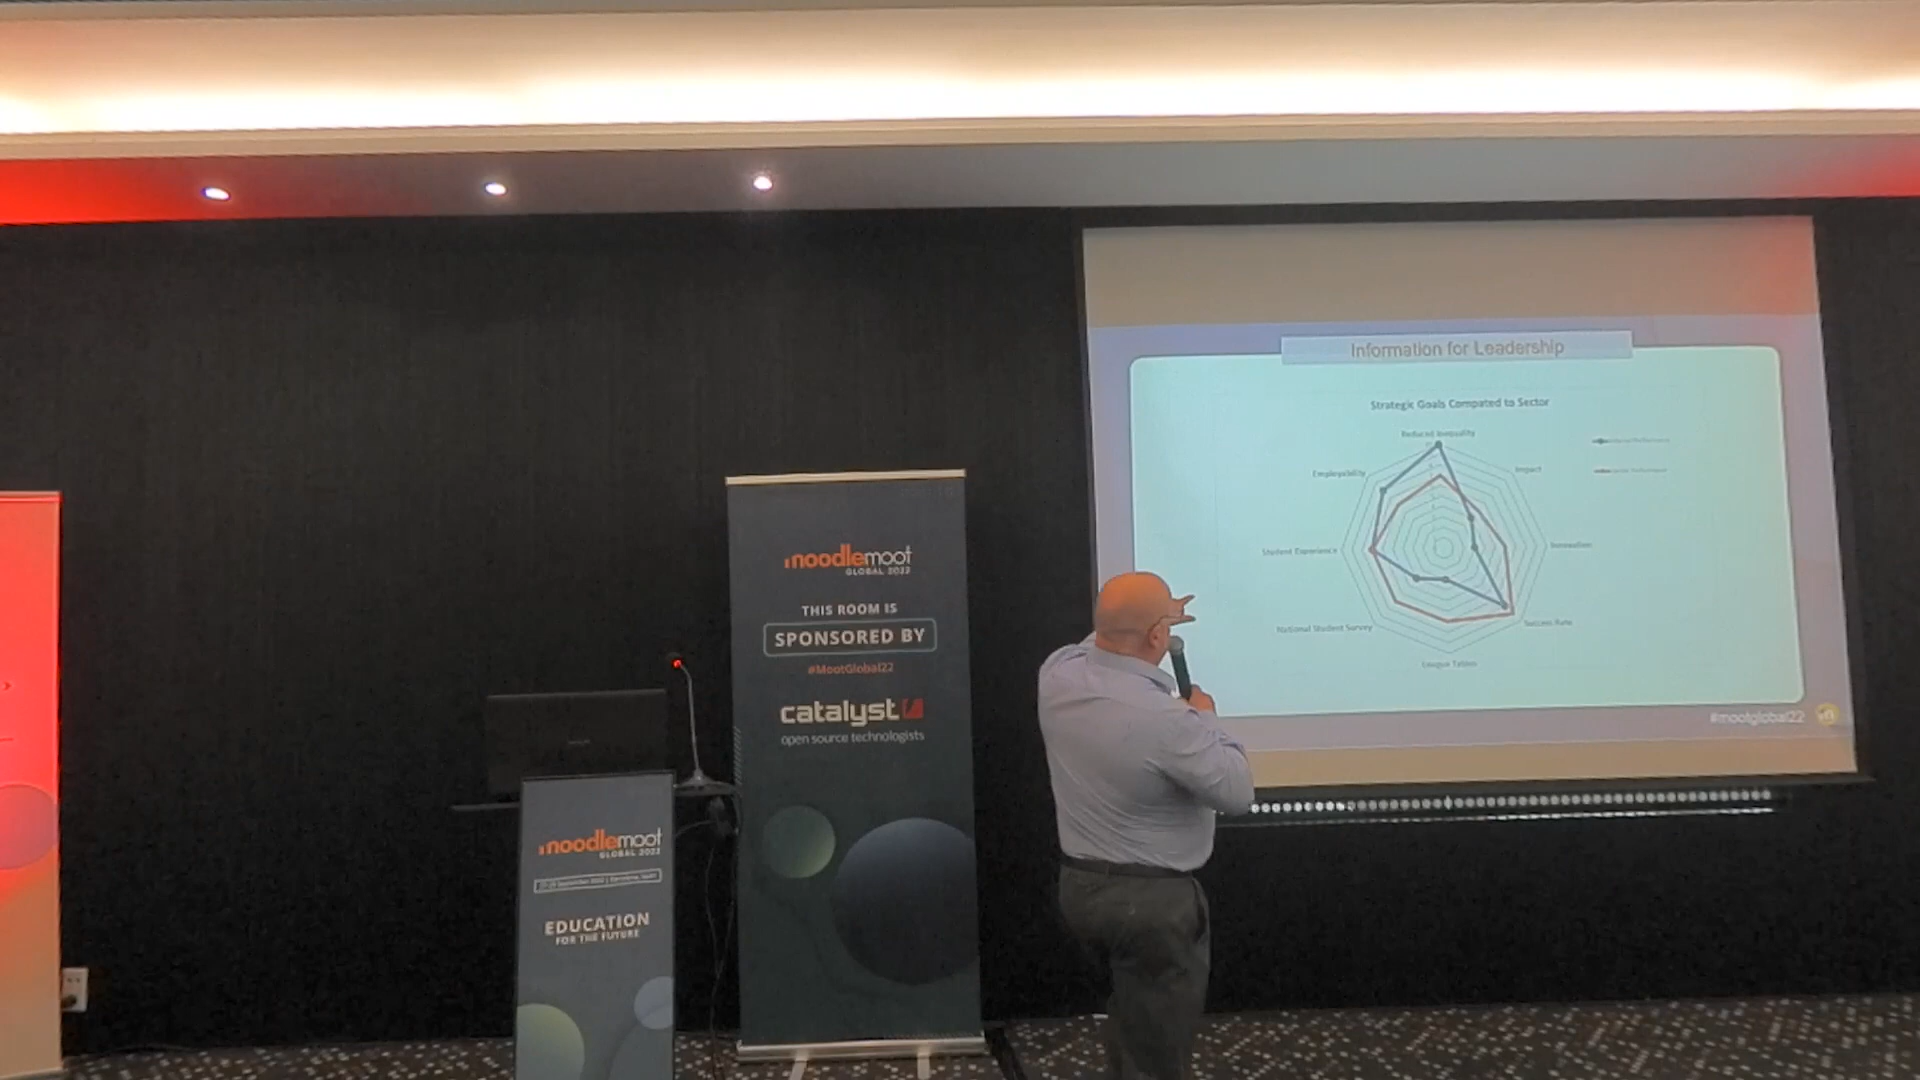 Information for Leadership
Strategic Goals Compated to Sector
Reduced Inequality
Employability
Impact
Student Experience
Innovation
National Student Survey
Success Rate
League Tables
#mootglobal22
moodlemoot
GLOBAL 2022
THIS ROOM IS
SPONSORED BY
#MootGlobal22
catalyst
open source technologists
moodlemoot
GLOBAL 2022
EDUCATION
FOR THE FUTURE